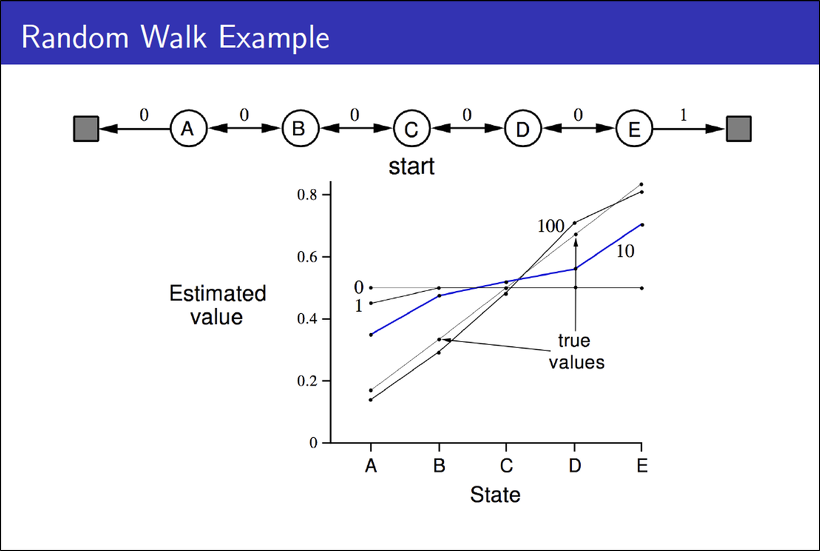 Random Walk Example
0 0 0 0 0 1
A B C D E
start
0.8
0.6
0.4
0.2
0
Estimated
value
0
1
100
10
true
values
A B C D E
State